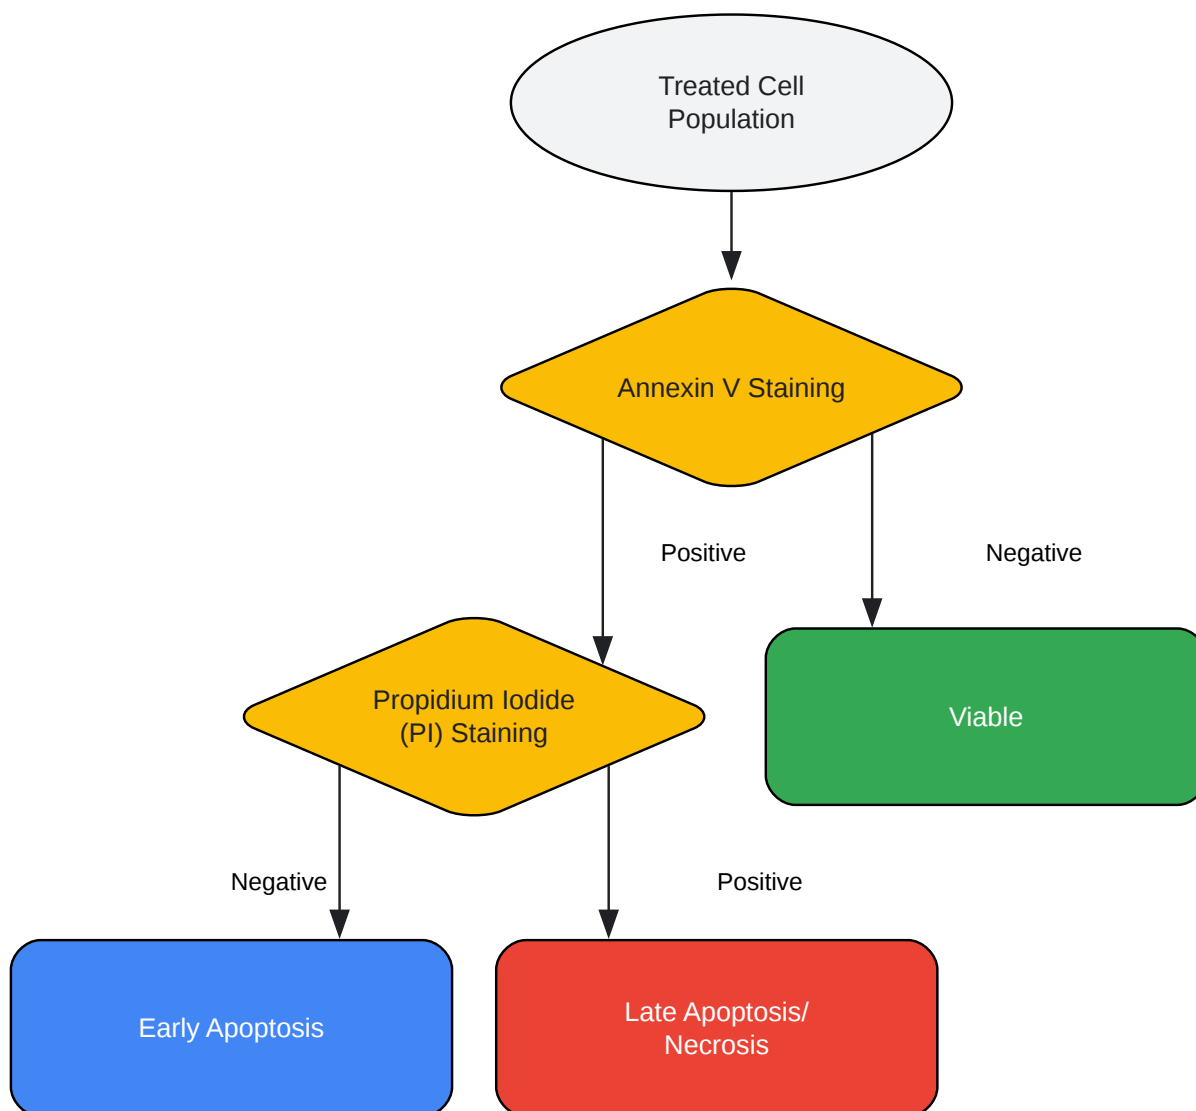 Treated Cell
Population
Annexin V Staining
Positive
Negative
Propidium Iodide
(PI) Staining
Viable
Negative
Positive
Early Apoptosis
Late Apoptosis/
Necrosis